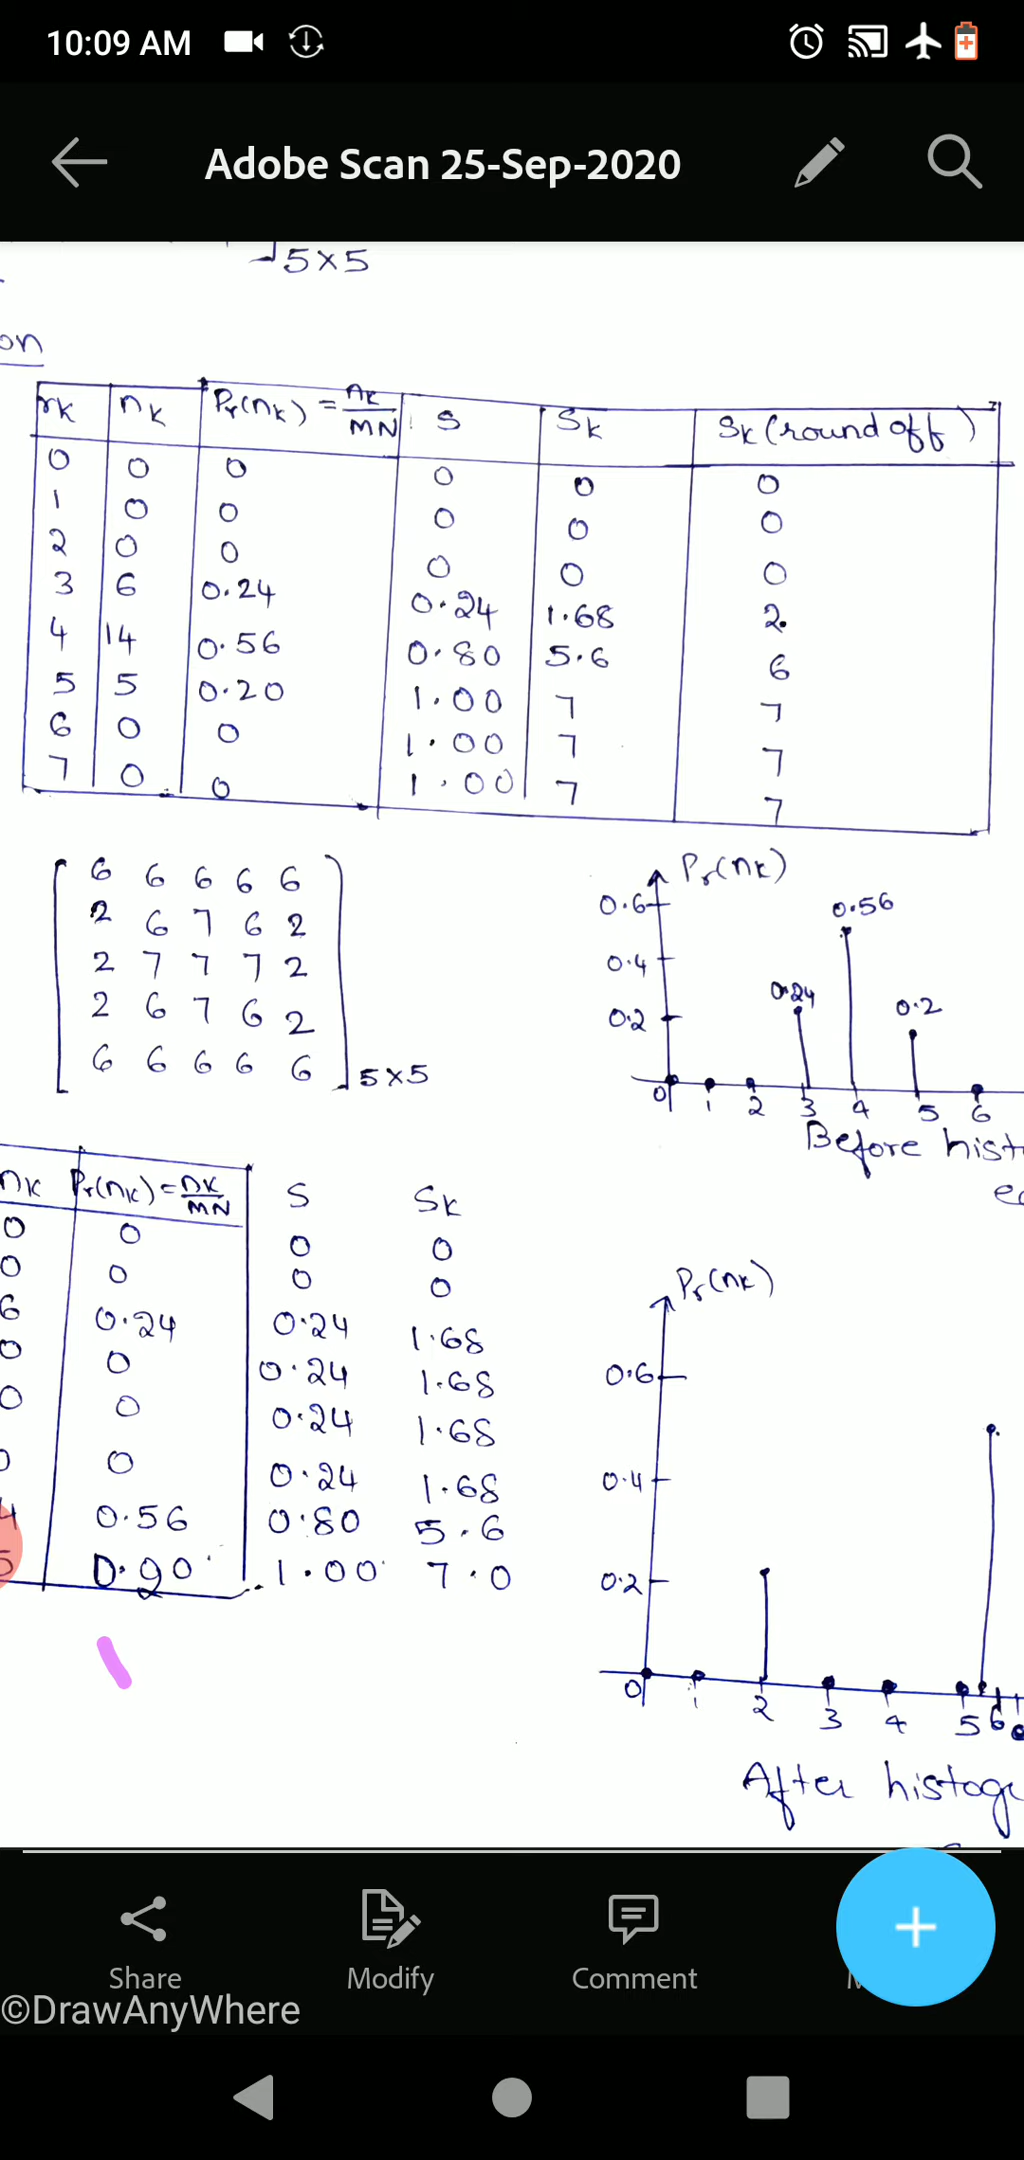 10:09 AM
Adobe Scan 25-Sep-2020
5×5
on
rk nk Pr(nk) = nk/MN S Sk Sk (round off)
0 0 0 0 0 0
1 0 0 0 0 0
2 0 0 0 0 0
3 6 0.24 0.24 1.68 2
4 14 0.56 0.80 5.6 6
5 5 0.20 1.00 7 7
6 0 0 1.00 7 7
7 0 0 1.00 7 7
6 6 6 6 6
2 6 7 6 2
2 7 7 7 2
2 6 7 6 2
6 6 6 6 6
5×5
Pr(nk)
0.6
0.56
0.4
0.24
0.2
0.2
0 1 2 3 4 5 6
Before hist
nk Pr(nk) = nk/MN S Sk
0 0 0 0
0 0 0 0
6 0.24 0.24 1.68
0 0 0.24 1.68
0 0 0.24 1.68
0 0 0.24 1.68
4 0.56 0.80 5.6
5 0.20 1.00 7.0
Pr(nk)
0.6
0.4
0.2
0 1 2 3 4 5 6
After histog
Share Modify Comment
©DrawAnyWhere